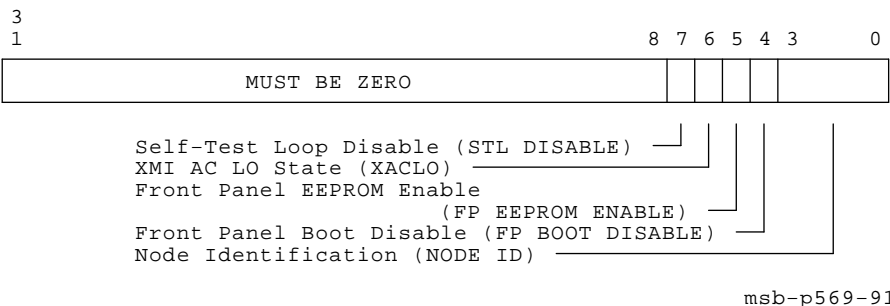 3
1 8 7 6 5 4 3 0
MUST BE ZERO
Self-Test Loop Disable (STL DISABLE)
XMI AC LO State (XACLO)
Front Panel EEPROM Enable
(FP EEPROM ENABLE)
Front Panel Boot Disable (FP BOOT DISABLE)
Node Identification (NODE ID)
msb-p569-91